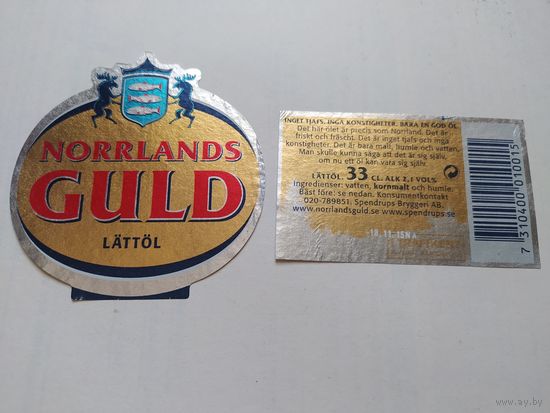 NORRLANDS
GULD
LÄTTÖL
INGET TJAFS. INGA KONSTIGHETER. BARA EN GOD ÖL.
Det här ölet är precis som Norrland. Det är
friskt och fräscht. Det är inget tjafs och inga
konstigheter. Det är bara malt, humle och vatten.
Man skulle kunna säga att det är sig själv,
om nu ett öl kan vara sig själv.
LÄTTÖL. 33 CL. ALK 2,1 VOL%.
Ingredienser: vatten, kornmalt och humle.
Bäst före: se nedan. Konsumentkontakt
020-789851. Spendrups Bryggeri AB.
www.norrlandsguld.se www.spendrups.se
7 310400 010015
www.ay.by